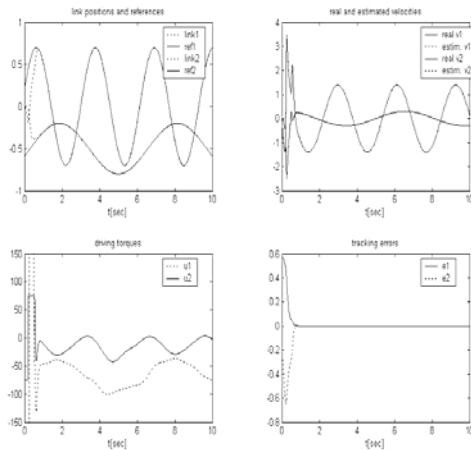 link positions and references
1
0.5
0
-0.5
-1
0
2
4
6
8
10
t[sec]
link1
ref1
link2
ref2
real and estimated velocities
4
3
2
1
0
-1
-2
-3
0
2
4
6
8
10
t[sec]
real v1
estim. v1
real v2
estim. v2
driving torques
150
100
50
0
-50
-100
-150
0
2
4
6
8
10
t[sec]
u1
u2
tracking errors
0.6
0.4
0.2
0
-0.2
-0.4
-0.6
-0.8
0
2
4
6
8
10
t[sec]
e1
e2